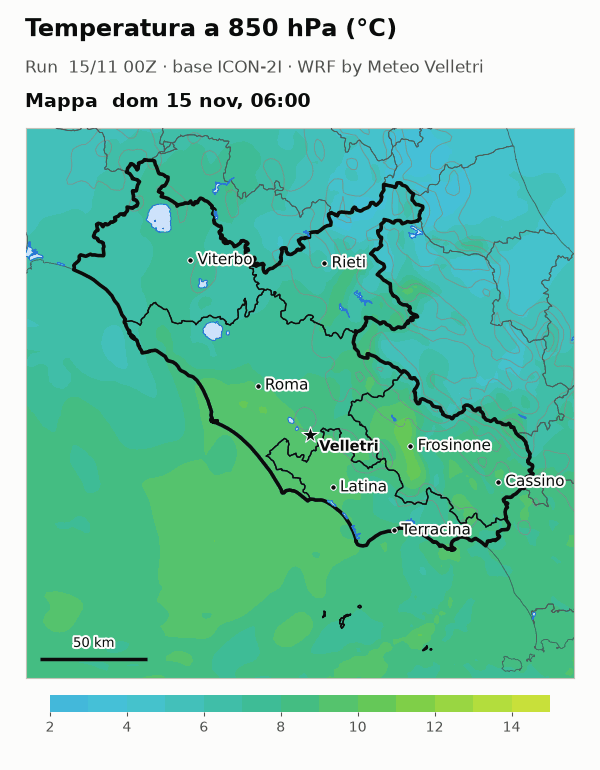 Temperatura a 850 hPa (°C)
Run  15/11 00Z · base ICON-2I · WRF by Meteo Velletri
Mappa  dom 15 nov, 06:00
Viterbo
Rieti
Roma
Velletri
Frosinone
Latina
Cassino
Terracina
50 km
2 4 6 8 10 12 14